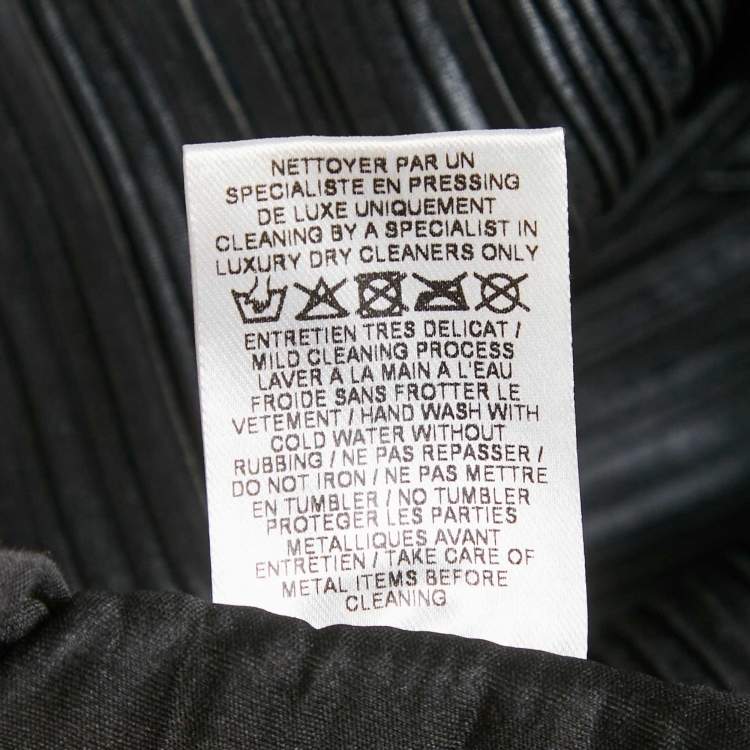 NETTOYER PAR UN
SPECIALISTE EN PRESSING
DE LUXE UNIQUEMENT
CLEANING BY A SPECIALIST IN
LUXURY DRY CLEANERS ONLY
ENTRETIEN TRES DELICAT /
MILD CLEANING PROCESS
LAVER A LA MAIN A L'EAU
FROIDE SANS FROTTER LE
VETEMENT / HAND WASH WITH
COLD WATER WITHOUT
RUBBING / NE PAS REPASSER /
DO NOT IRON / NE PAS METTRE
EN TUMBLER / NO TUMBLER
PROTEGER LES PARTIES
METALLIQUES AVANT
ENTRETIEN / TAKE CARE OF
METAL ITEMS BEFORE
CLEANING